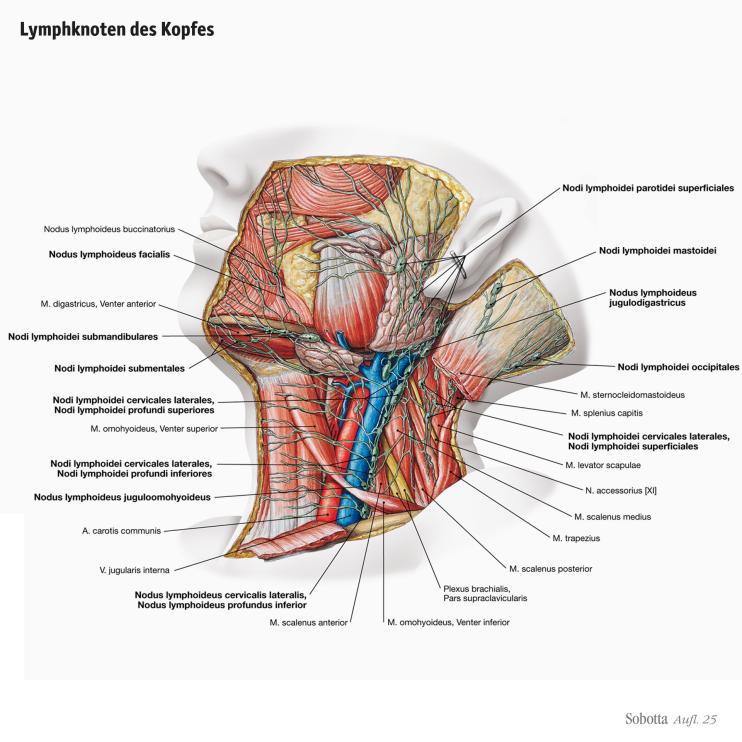 Lymphknoten des Kopfes
Nodus lymphoideus buccinatorius
Nodus lymphoideus facialis
M. digastricus, Venter anterior
Nodi lymphoidei submandibulares
Nodi lymphoidei submentales
Nodi lymphoidei cervicales laterales,
Nodi lymphoidei profundi superiores
M. omohyoideus, Venter superior
Nodi lymphoidei cervicales laterales,
Nodi lymphoidei profundi inferiores
Nodus lymphoideus juguloomohyoideus
A. carotis communis
V. jugularis interna
Nodus lymphoideus cervicalis lateralis,
Nodus lymphoideus profundus inferior
M. scalenus anterior
Nodi lymphoidei parotidei superficiales
Nodi lymphoidei mastoidei
Nodus lymphoideus
jugulodigastricus
Nodi lymphoidei occipitales
M. sternocleidomastoideus
M. splenius capitis
Nodi lymphoidei cervicales laterales,
Nodi lymphoidei superficiales
M. levator scapulae
N. accessorius [XI]
M. scalenus medius
M. trapezius
M. scalenus posterior
Plexus brachialis,
Pars supraclavicularis
M. omohyoideus, Venter inferior
Sobotta Aufl. 25